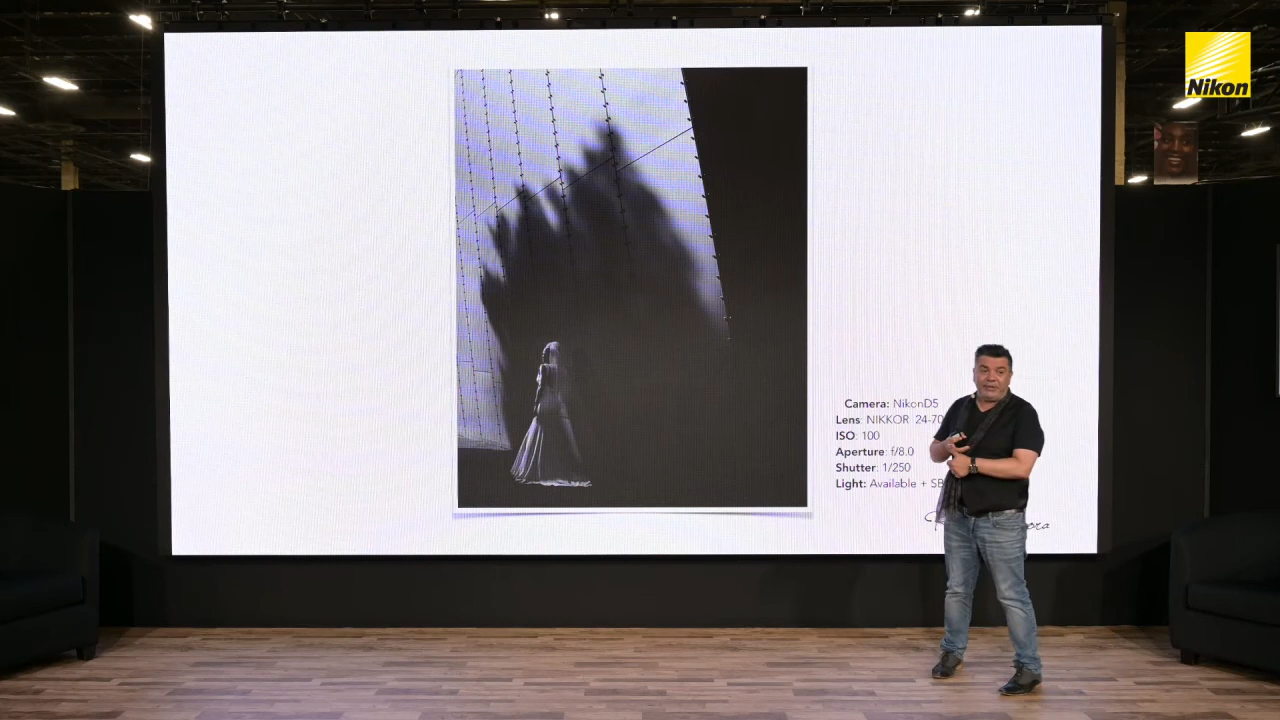 Nikon
Camera: NikonD5
Lens: NIKKOR 24-70
ISO: 100
Aperture: f/8.0
Shutter: 1/250
Light: Available + SB